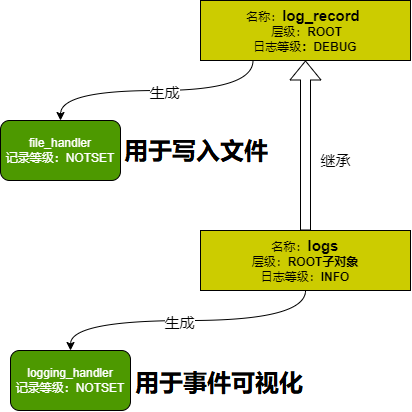 名称：log_record
层级：ROOT
日志等级：DEBUG
生成
file_handler
记录等级：NOTSET
用于写入文件
继承
名称：logs
层级：ROOT子对象
日志等级：INFO
生成
logging_handler
记录等级：NOTSET
用于事件可视化